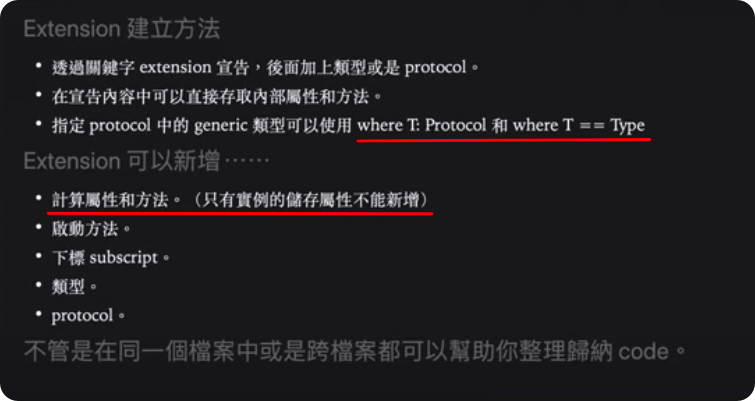 Extension 建立方法
• 透過關鍵字 extension 宣告，後面加上類型或是 protocol。
• 在宣告內容中可以直接存取內部屬性和方法。
• 指定 protocol 中的 generic 類型可以使用 where T: Protocol 和 where T == Type
Extension 可以新增⋯⋯
• 計算屬性和方法。（只有實例的儲存屬性不能新增）
• 啟動方法。
• 下標 subscript。
• 類型。
• protocol。
不管是在同一個檔案中或是跨檔案都可以幫助你整理歸納 code。